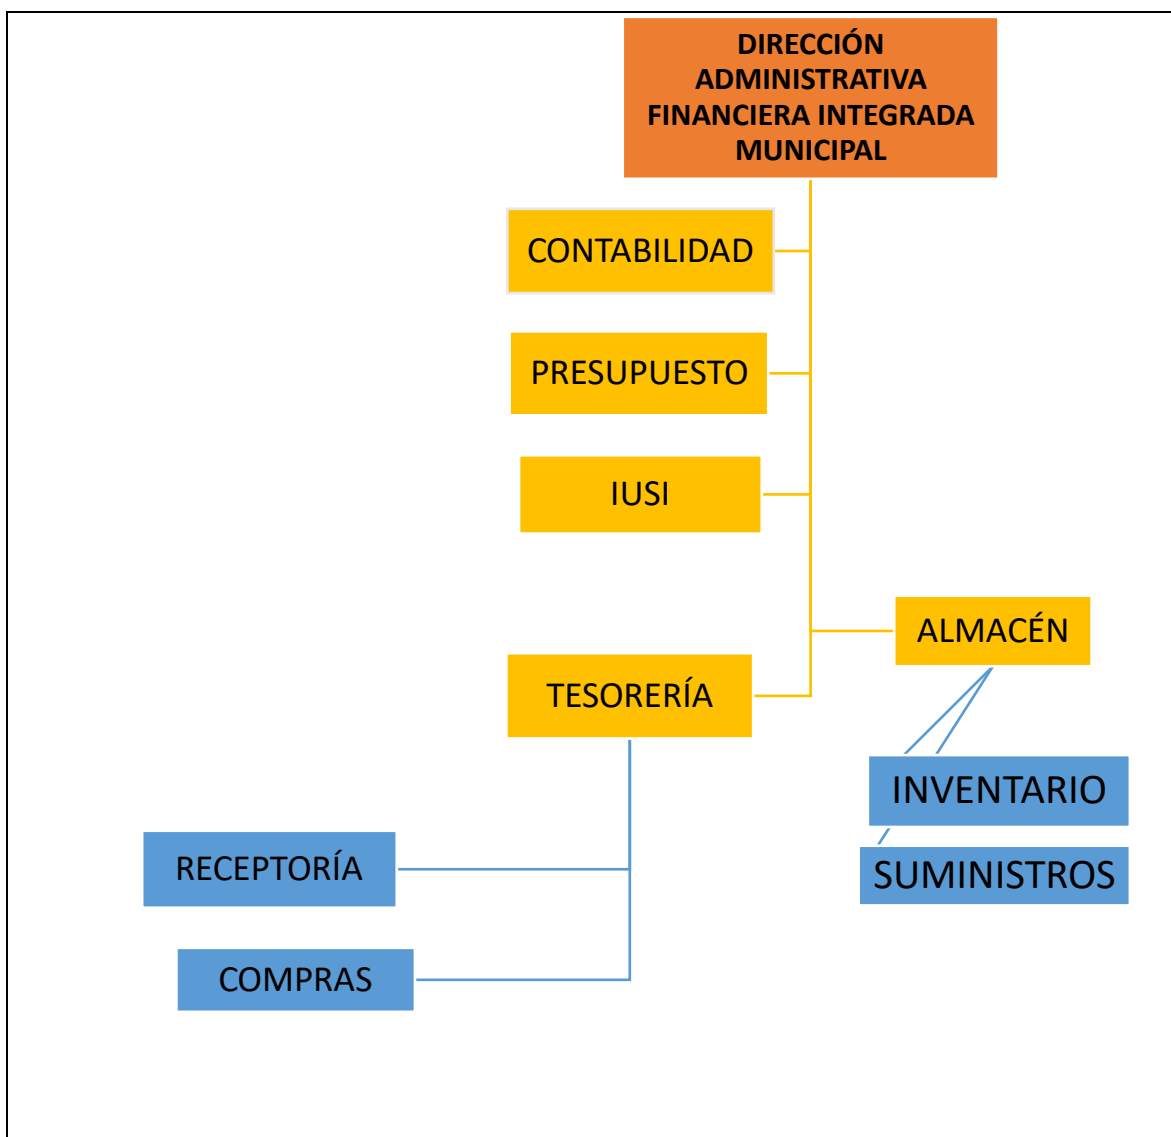 DIRECCIÓN
ADMINISTRATIVA
FINANCIERA INTEGRADA
MUNICIPAL
CONTABILIDAD
PRESUPUESTO
IUSI
ALMACÉN
TESORERÍA
INVENTARIO
SUMINISTROS
RECEPTORÍA
COMPRAS